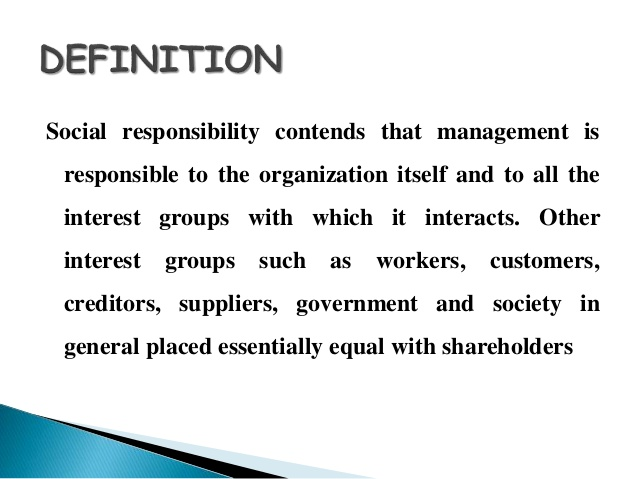 DEFINITION
Social responsibility contends that management is
responsible to the organization itself and to all the
interest groups with which it interacts. Other
interest groups such as workers, customers,
creditors, suppliers, government and society in
general placed essentially equal with shareholders